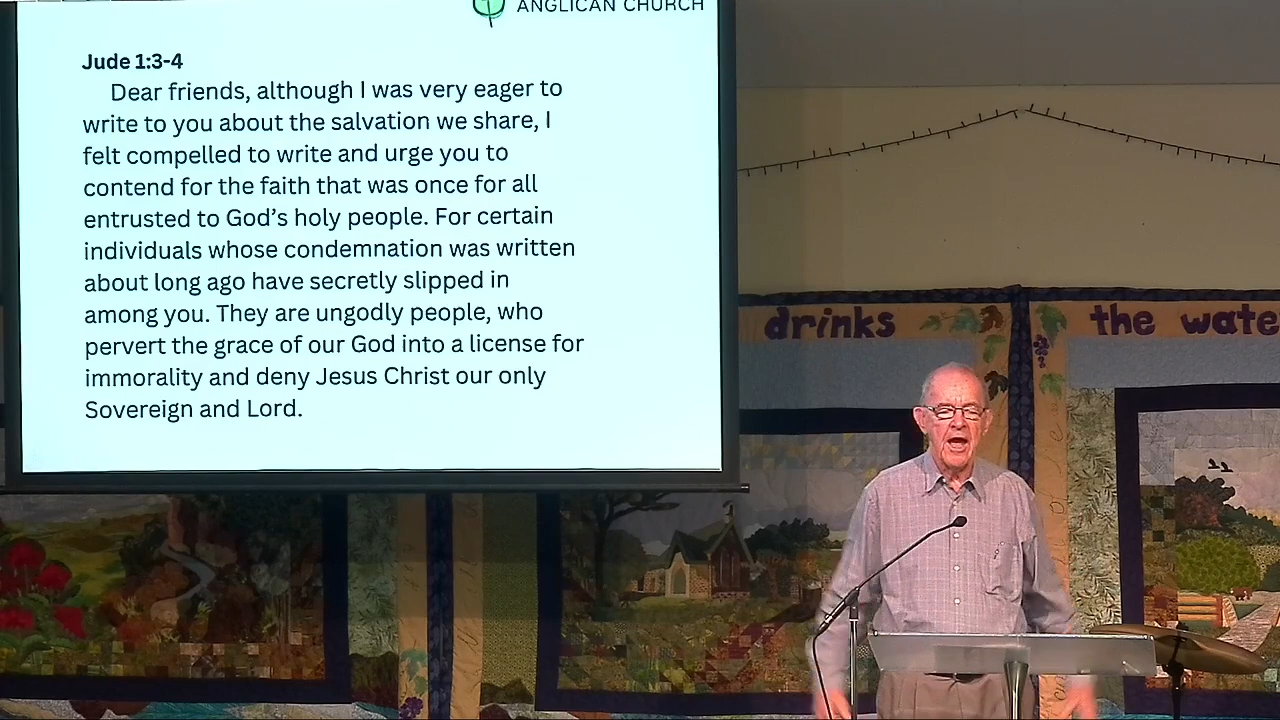 ANGLICAN CHURCH
Jude 1:3-4
Dear friends, although I was very eager to
write to you about the salvation we share, I
felt compelled to write and urge you to
contend for the faith that was once for all
entrusted to God’s holy people. For certain
individuals whose condemnation was written
about long ago have secretly slipped in
among you. They are ungodly people, who
pervert the grace of our God into a license for
immorality and deny Jesus Christ our only
Sovereign and Lord.
drinks
the wate